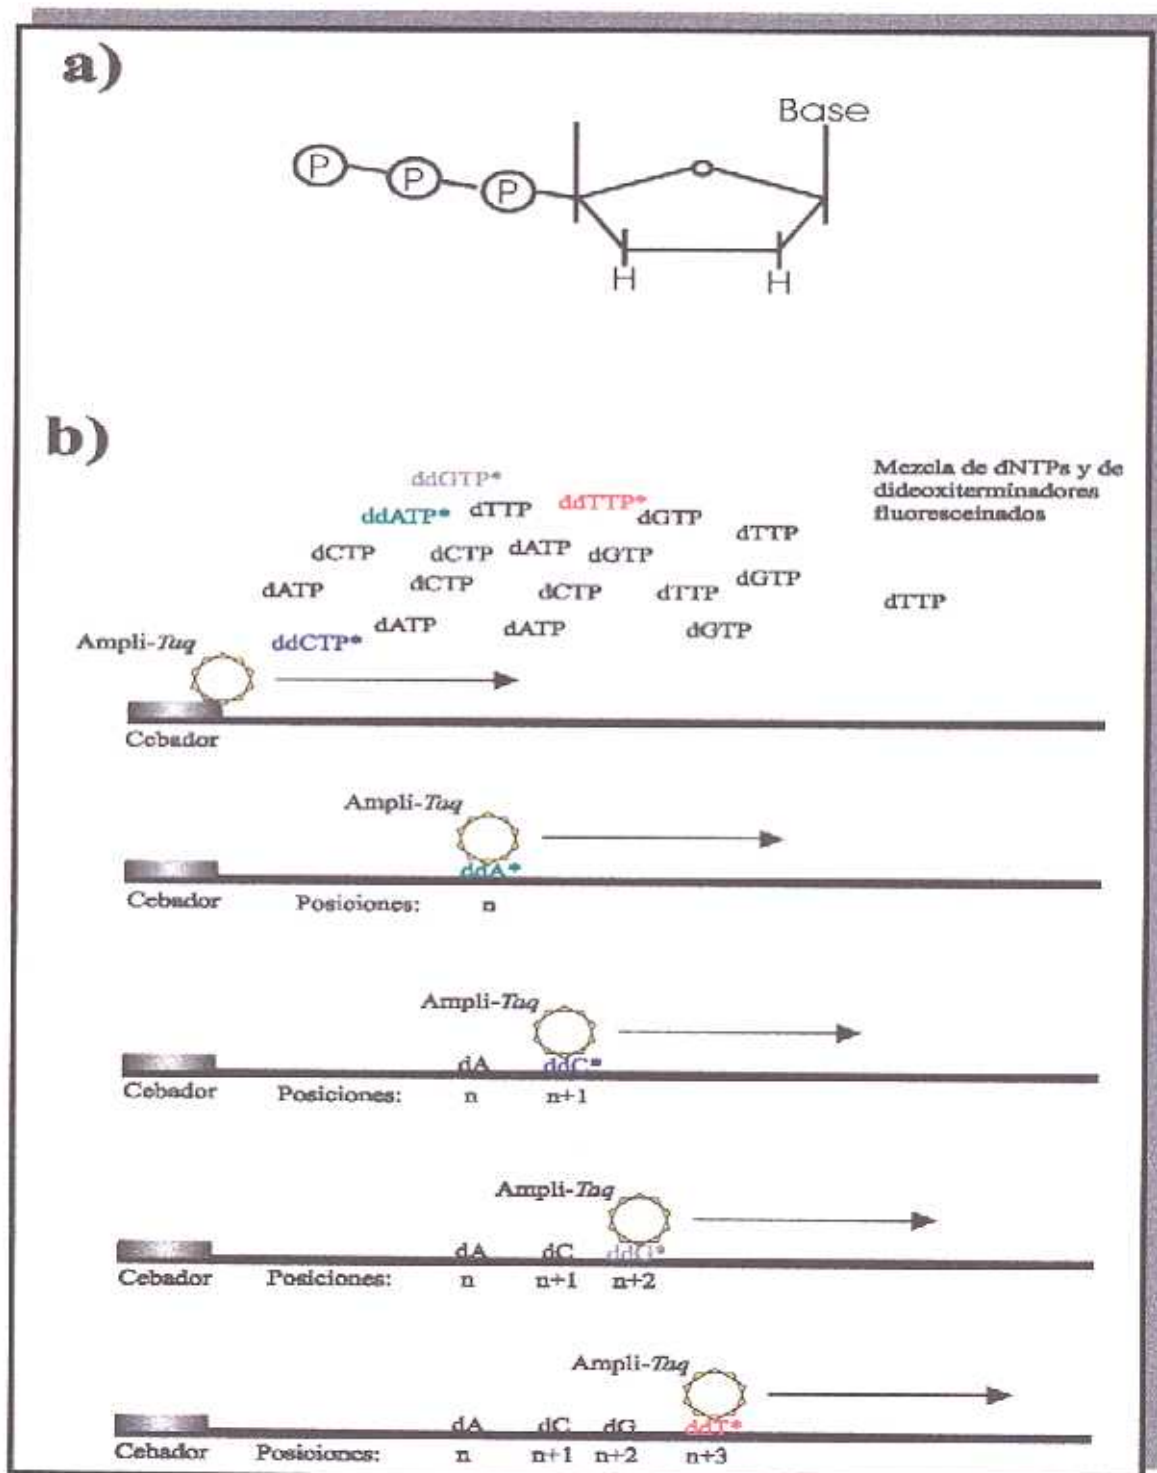 a)
Base
P P P
O
H H
b)
Mezcla de dNTPs y de
dideoxiterminadores
fluoresceinados
ddGTP*
ddATP* dTTP ddTTP* dGTP dTTP
dCTP dCTP dATP dGTP
dATP dCTP dCTP dTTP dGTP dTTP
ddCTP* dATP dATP dGTP
Ampli-Taq
Cebador
Ampli-Taq
ddA*
Cebador Posiciones: n
Ampli-Taq
dA ddC*
Cebador Posiciones: n n+1
Ampli-Taq
dA dC ddG*
Cebador Posiciones: n n+1 n+2
Ampli-Taq
dA dC dG ddT*
Cebador Posiciones: n n+1 n+2 n+3